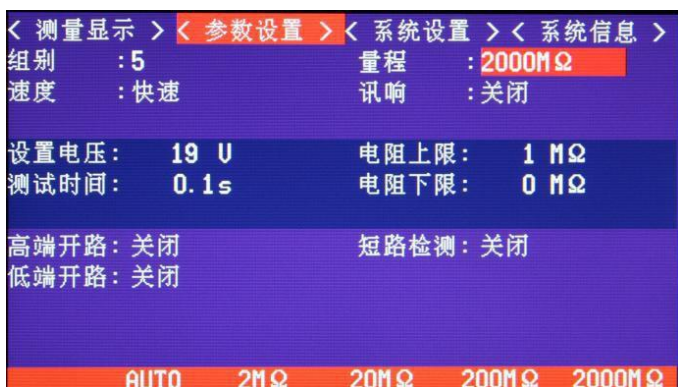 < 测量显示 > < 参数设置 > < 系统设置 > < 系统信息 >
组别 :5 量程 :2000MΩ
速度 :快速 讯响 :关闭
设置电压: 19 V 电阻上限: 1 MΩ
测试时间: 0.1s 电阻下限: 0 MΩ
高端开路:关闭 短路检测:关闭
低端开路:关闭
AUTO 2MΩ 20MΩ 200MΩ 2000MΩ